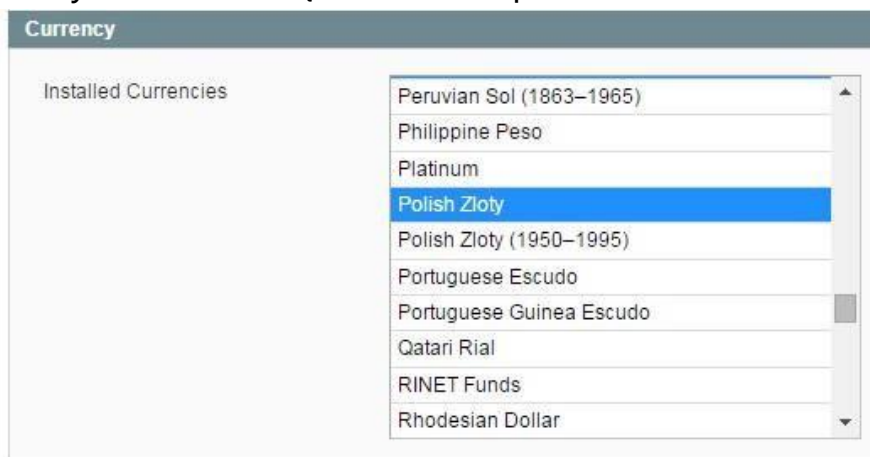 Currency
Installed Currencies
Peruvian Sol (1863–1965)
Philippine Peso
Platinum
Polish Zloty
Polish Zloty (1950–1995)
Portuguese Escudo
Portuguese Guinea Escudo
Qatari Rial
RINET Funds
Rhodesian Dollar